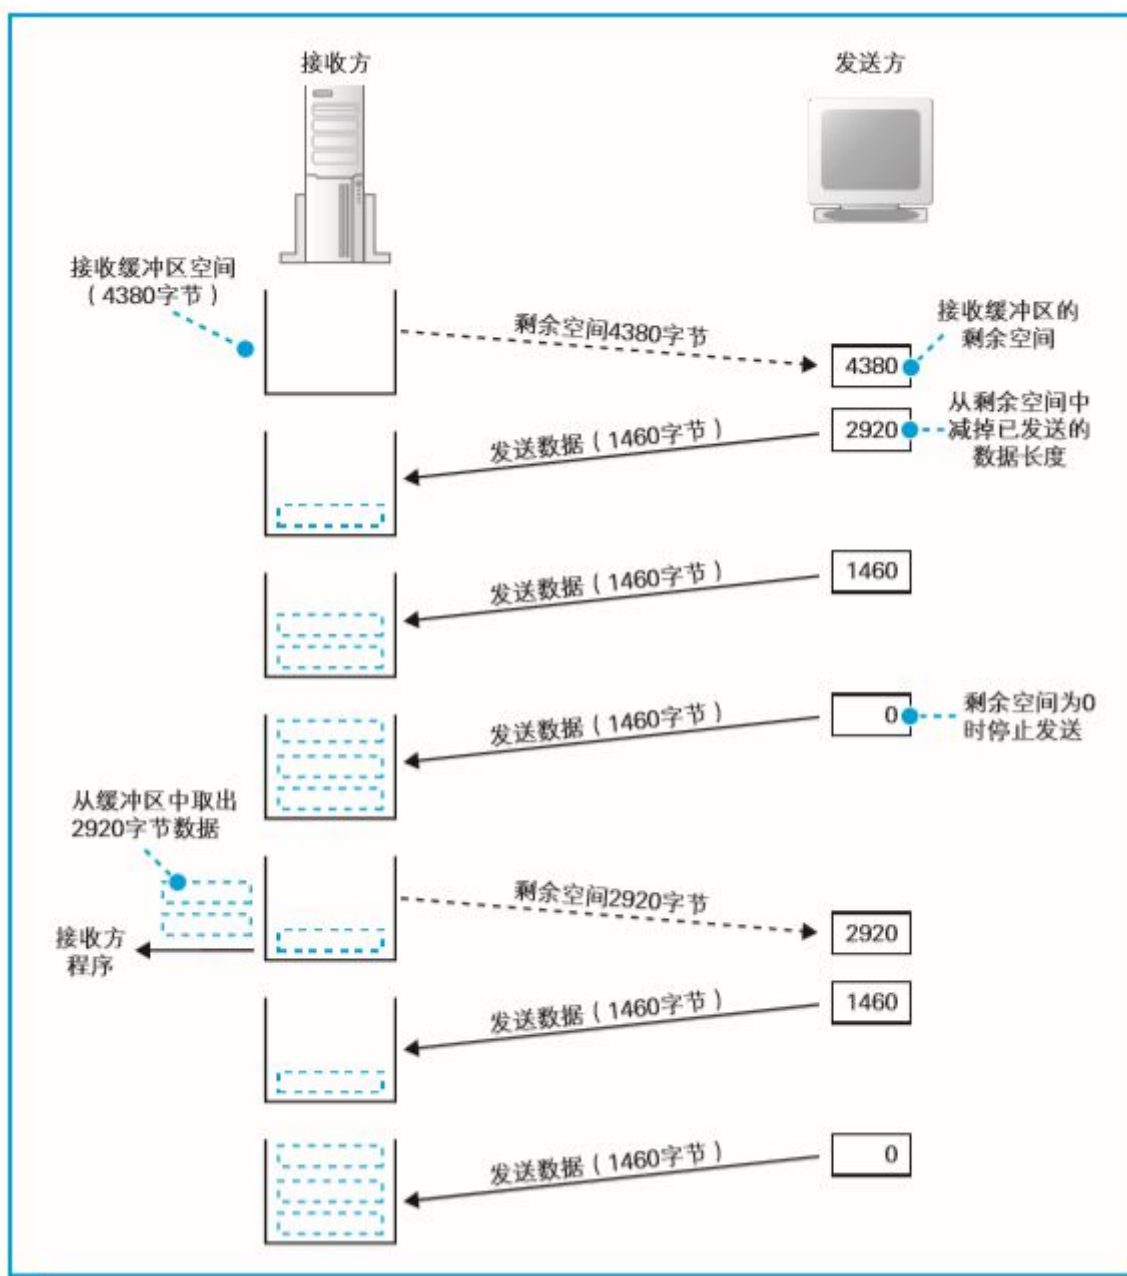 接收方
发送方
接收缓冲区空间
（4380字节）
剩余空间4380字节
接收缓冲区的
剩余空间
4380
从剩余空间中
减掉已发送的
数据长度
2920
发送数据（1460字节）
1460
发送数据（1460字节）
0
剩余空间为0
时停止发送
发送数据（1460字节）
从缓冲区中取出
2920字节数据
剩余空间2920字节
2920
接收方
程序
1460
发送数据（1460字节）
0
发送数据（1460字节）